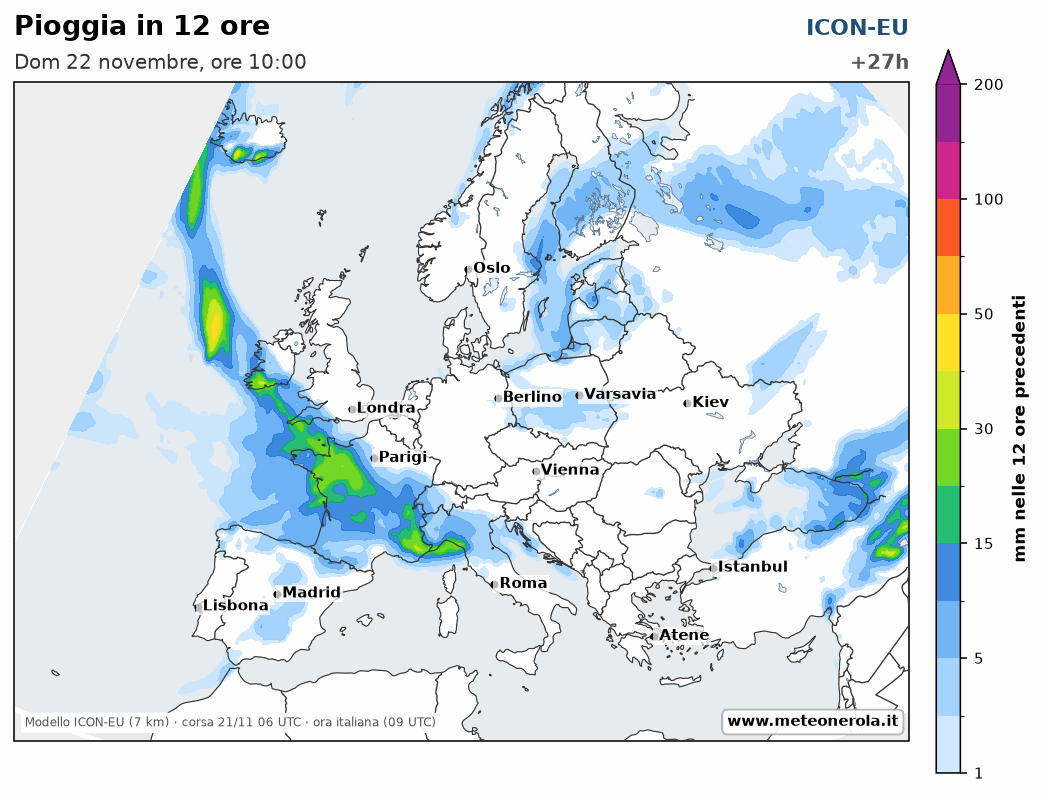 Pioggia in 12 ore
ICON-EU
Dom 22 novembre, ore 10:00
+27h
200
100
50
30
15
5
1
mm nelle 12 ore precedenti
Oslo
Londra
Berlino
Varsavia
Kiev
Parigi
Vienna
Istanbul
Roma
Madrid
Lisbona
Atene
Modello ICON-EU (7 km) · corsa 21/11 06 UTC · ora italiana (09 UTC)
www.meteonerola.it